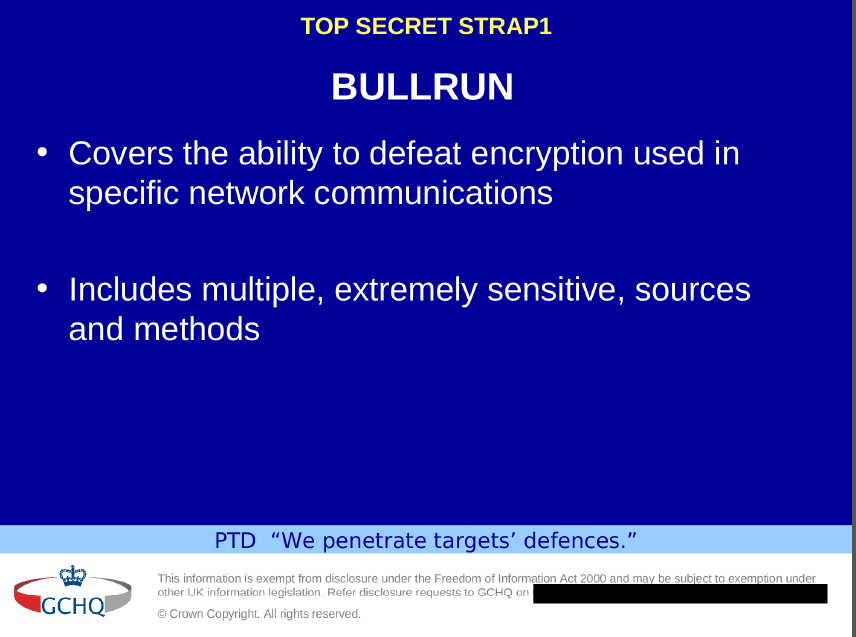 TOP SECRET STRAP1
BULLRUN
• Covers the ability to defeat encryption used in
specific network communications
• Includes multiple, extremely sensitive, sources
and methods
PTD “We penetrate targets’ defences.”
This information is exempt from disclosure under the Freedom of Information Act 2000 and may be subject to exemption under
other UK information legislation. Refer disclosure requests to GCHQ on
© Crown Copyright. All rights reserved.
GCHQ